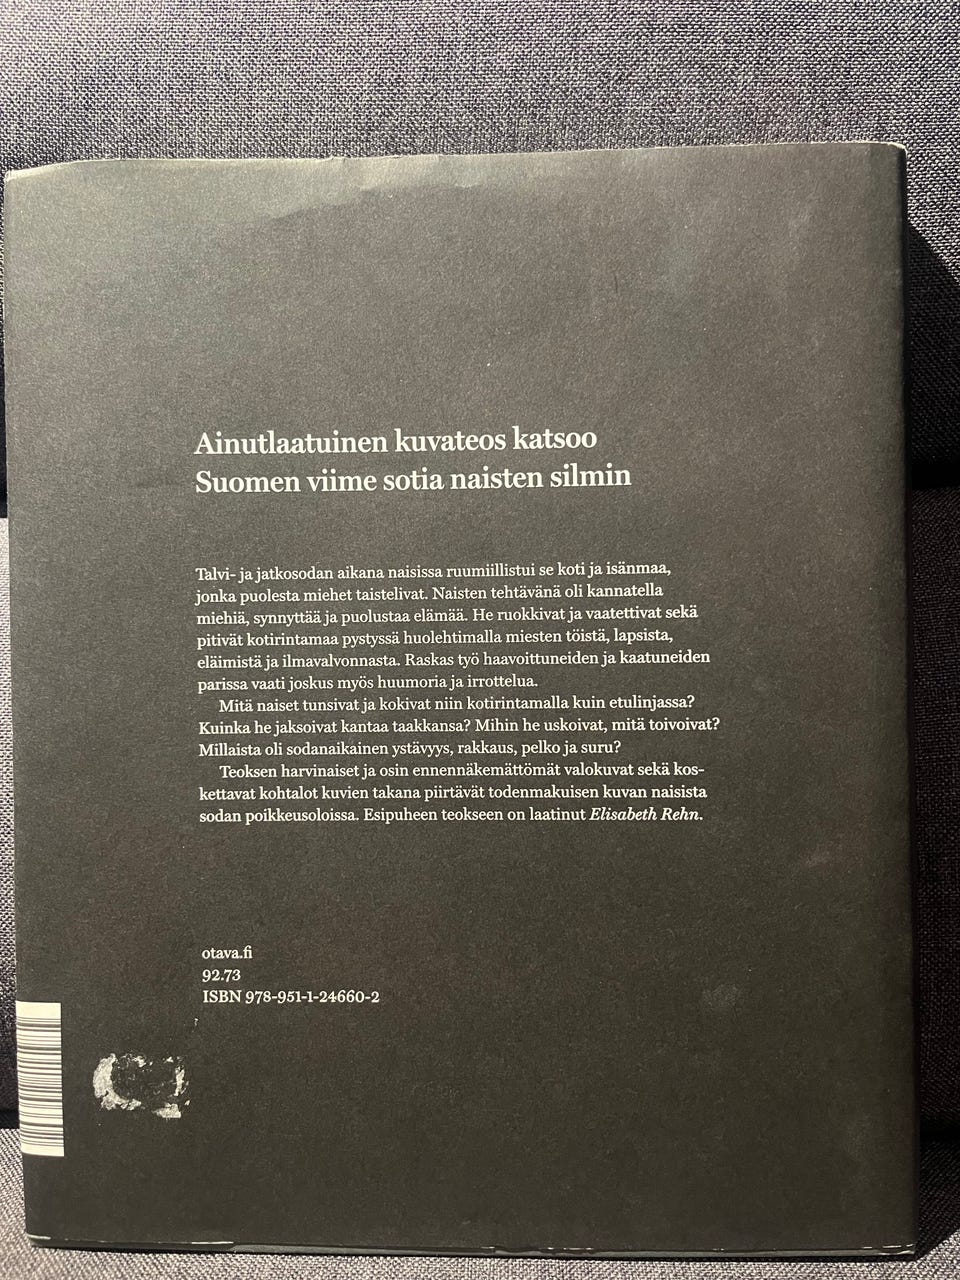 Ainutlaatuinen kuvateos katsoo
Suomen viime sotia naisten silmin
Talvi- ja jatkosodan aikana naisissa ruumiillistui se koti ja isänmaa,
jonka puolesta miehet taistelivat. Naisten tehtävänä oli kannatella
miehiä, synnyttää ja puolustaa elämää. He ruokkivat ja vaatettivat sekä
pitivät kotirintamaa pystyssä huolehtimalla miesten töistä, lapsista,
eläimistä ja ilmavalvonnasta. Raskas työ haavoittuneiden ja kaatuneiden
parissa vaati joskus myös huumoria ja irrottelua.
Mitä naiset tunsivat ja kokivat niin kotirintamalla kuin etulinjassa?
Kuinka he jaksoivat kantaa taakkansa? Mihin he uskoivat, mitä toivoivat?
Millaista oli sodanaikainen ystävyys, rakkaus, pelko ja suru?
Teoksen harvinaiset ja osin ennennäkemättömät valokuvat sekä kos-
kettavat kohtalot kuvien takana piirtävät todenmakuisen kuvan naisista
sodan poikkeusoloissa. Esipuheen teokseen on laatinut Elisabeth Rehn.
otava.fi
92.73
ISBN 978-951-1-24660-2